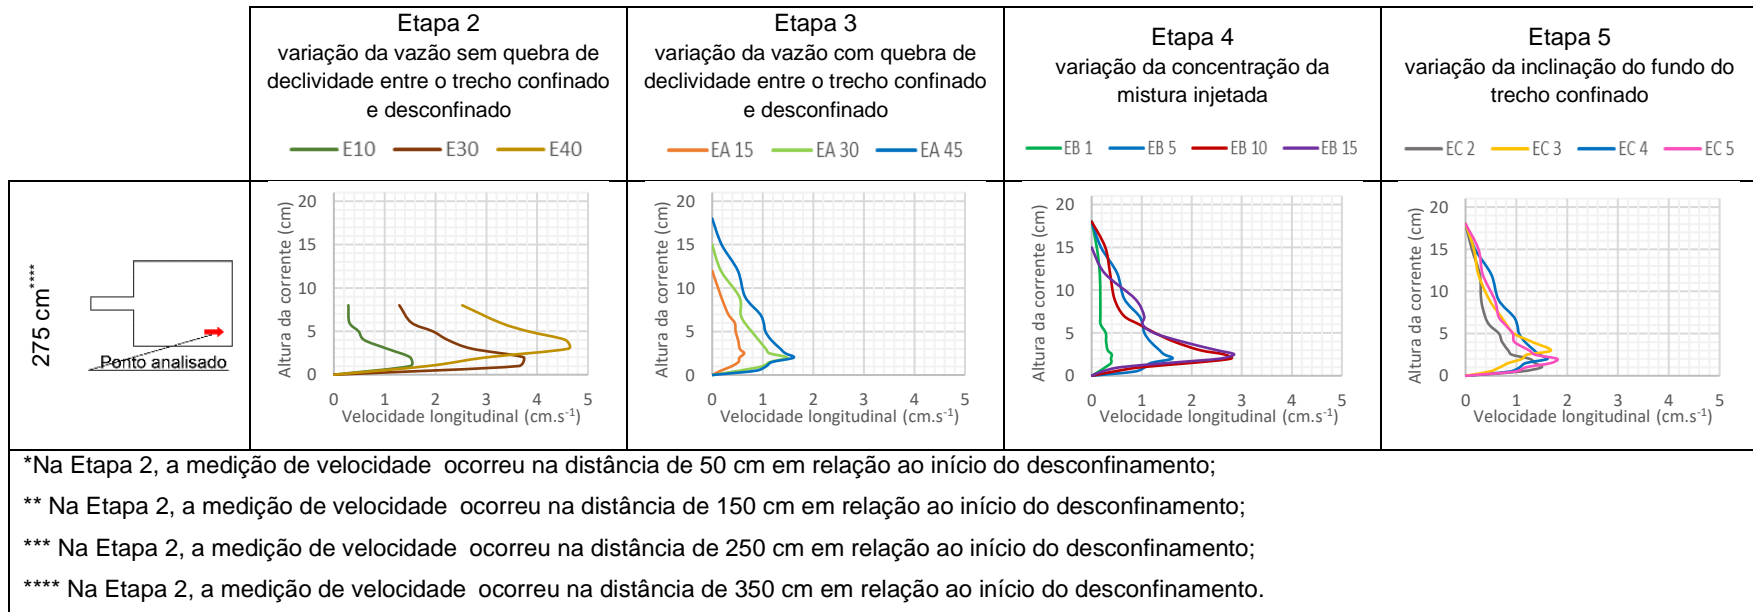 Etapa 2
variação da vazão sem quebra de
declividade entre o trecho confinado
e desconfinado
E10 E30 E40
Etapa 3
variação da vazão com quebra de
declividade entre o trecho confinado
e desconfinado
EA 15 EA 30 EA 45
Etapa 4
variação da concentração da
mistura injetada
EB 1 EB 5 EB 10 EB 15
Etapa 5
variação da inclinação do fundo do
trecho confinado
EC 2 EC 3 EC 4 EC 5
275 cm****
Ponto analisado
Altura da corrente (cm)
20
15
10
5
0
0 1 2 3 4 5
Velocidade longitudinal (cm.s-1)
Altura da corrente (cm)
20
15
10
5
0
0 1 2 3 4 5
Velocidade longitudinal (cm.s-1)
Altura da corrente (cm)
20
15
10
5
0
0 1 2 3 4 5
Velocidade longitudinal (cm.s-1)
Altura da corrente (cm)
20
15
10
5
0
0 1 2 3 4 5
Velocidade longitudinal (cm.s-1)
*Na Etapa 2, a medição de velocidade ocorreu na distância de 50 cm em relação ao início do desconfinamento;
** Na Etapa 2, a medição de velocidade ocorreu na distância de 150 cm em relação ao início do desconfinamento;
*** Na Etapa 2, a medição de velocidade ocorreu na distância de 250 cm em relação ao início do desconfinamento;
**** Na Etapa 2, a medição de velocidade ocorreu na distância de 350 cm em relação ao início do desconfinamento.